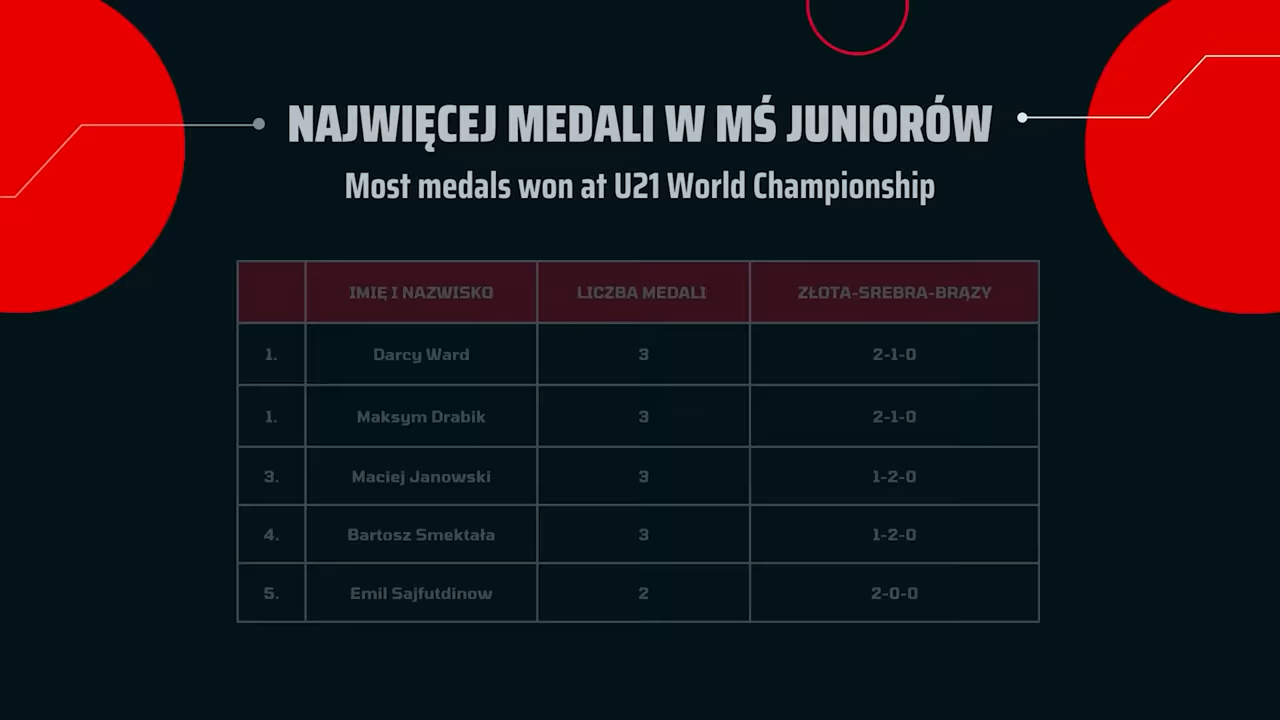 NAJWIĘCEJ MEDALI W MŚ JUNIORÓW
Most medals won at U21 World Championship
IMIĘ I NAZWISKO LICZBA MEDALI ZŁOTA-SREBRA-BRĄZY
1. Darcy Ward 3 2-1-0
1. Maksym Drabik 3 2-1-0
3. Maciej Janowski 3 1-2-0
4. Bartosz Smektała 3 1-2-0
5. Emil Sajfutdinow 2 2-0-0